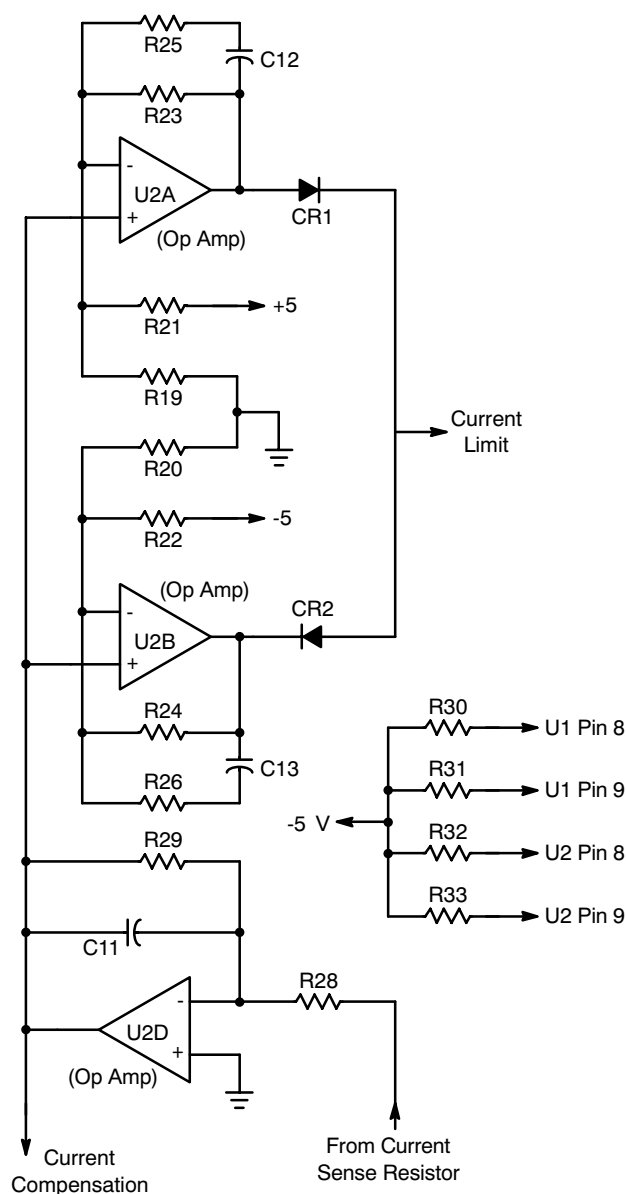 R25
C12
R23
-
U2A
+
(Op Amp)
CR1
R21
+5
R19
Current
Limit
R20
R22
-5
(Op Amp)
CR2
-
U2B
+
R24
C13
R26
R30
U1 Pin 8
R31
U1 Pin 9
-5 V
R32
U2 Pin 8
R33
U2 Pin 9
R29
C11
R28
-
U2D
+
(Op Amp)
From Current
Sense Resistor
Current
Compensation